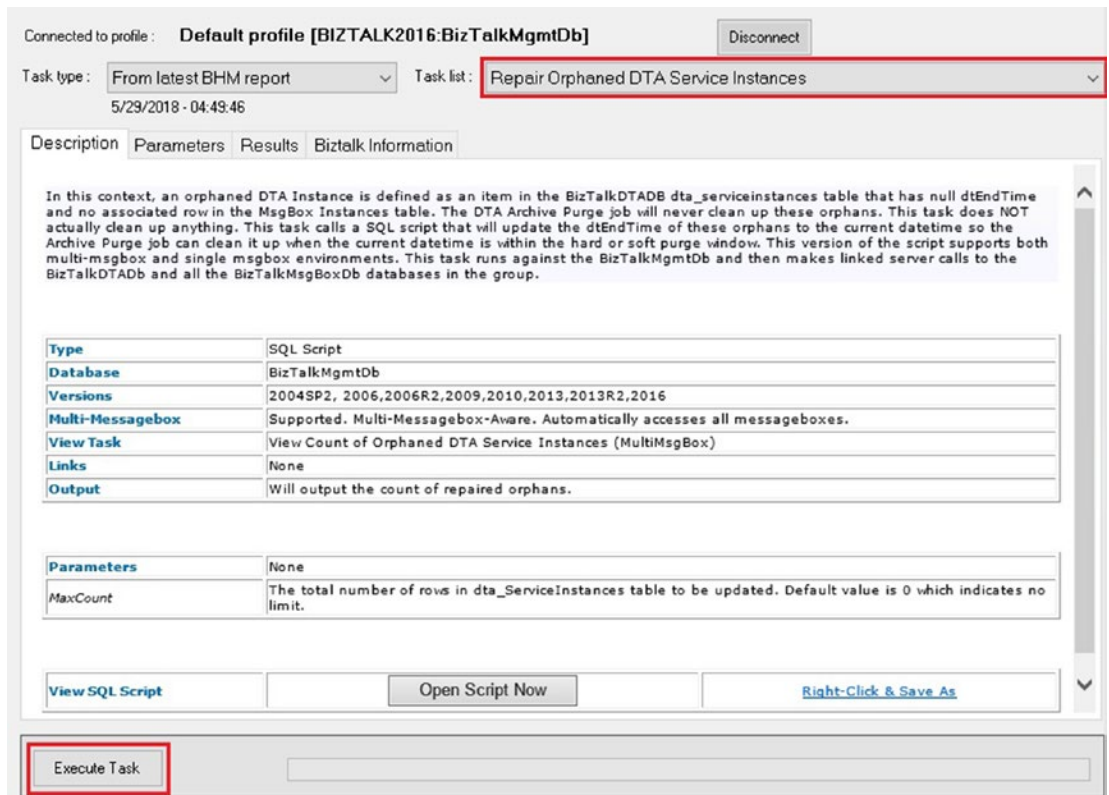 Connected to profile : Default profile [BIZTALK2016:BizTalkMgmtDb] Disconnect
Task type : From latest BHM report Task list : Repair Orphaned DTA Service Instances
5/29/2018 - 04:49:46
Description Parameters Results Biztalk Information
In this context, an orphaned DTA Instance is defined as an item in the BizTalkDTADB dta_serviceinstances table that has null dtEndTime
and no associated row in the MsgBox Instances table. The DTA Archive Purge job will never clean up these orphans. This task does NOT
actually clean up anything. This task calls a SQL script that will update the dtEndTime of these orphans to the current datetime so the
Archive Purge job can clean it up when the current datetime is within the hard or soft purge window. This version of the script supports both
multi-msgbox and single msgbox environments. This task runs against the BizTalkMgmtDb and then makes linked server calls to the
BizTalkDTADb and all the BizTalkMsgBoxDb databases in the group.
Type SQL Script
Database BizTalkMgmtDb
Versions 2004SP2, 2006,2006R2,2009,2010,2013,2013R2,2016
Multi-Messagebox Supported. Multi-Messagebox-Aware. Automatically accesses all messageboxes.
View Task View Count of Orphaned DTA Service Instances (MultiMsgBox)
Links None
Output Will output the count of repaired orphans.
Parameters None
MaxCount The total number of rows in dta_ServiceInstances table to be updated. Default value is 0 which indicates no
limit.
View SQL Script Open Script Now Right-Click & Save As
Execute Task